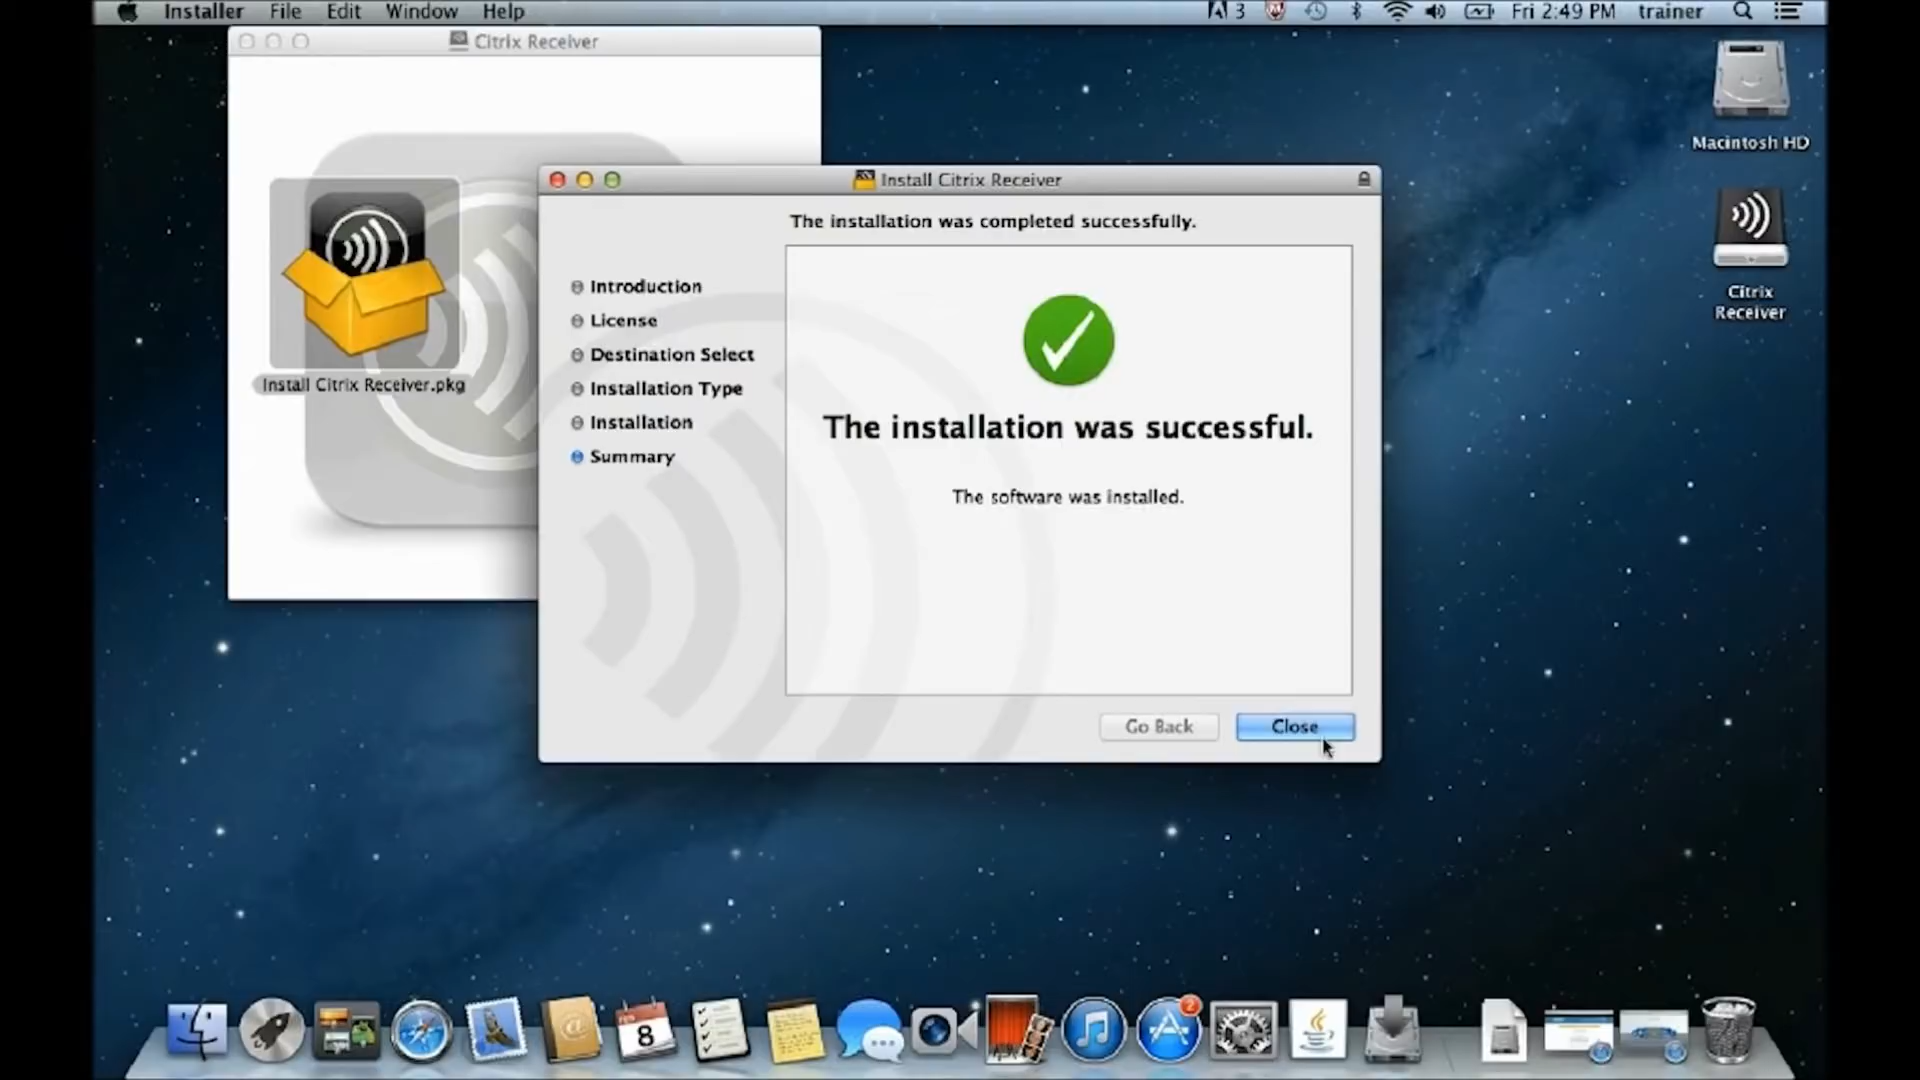 Installer File Edit Window Help
3 Fri 2:49 PM trainer
Citrix Receiver
Install Citrix Receiver.pkg
Install Citrix Receiver
The installation was completed successfully.
Introduction
License
Destination Select
Installation Type
Installation
Summary
The installation was successful.
The software was installed.
Go Back Close
Macintosh HD
Citrix
Receiver
8
2